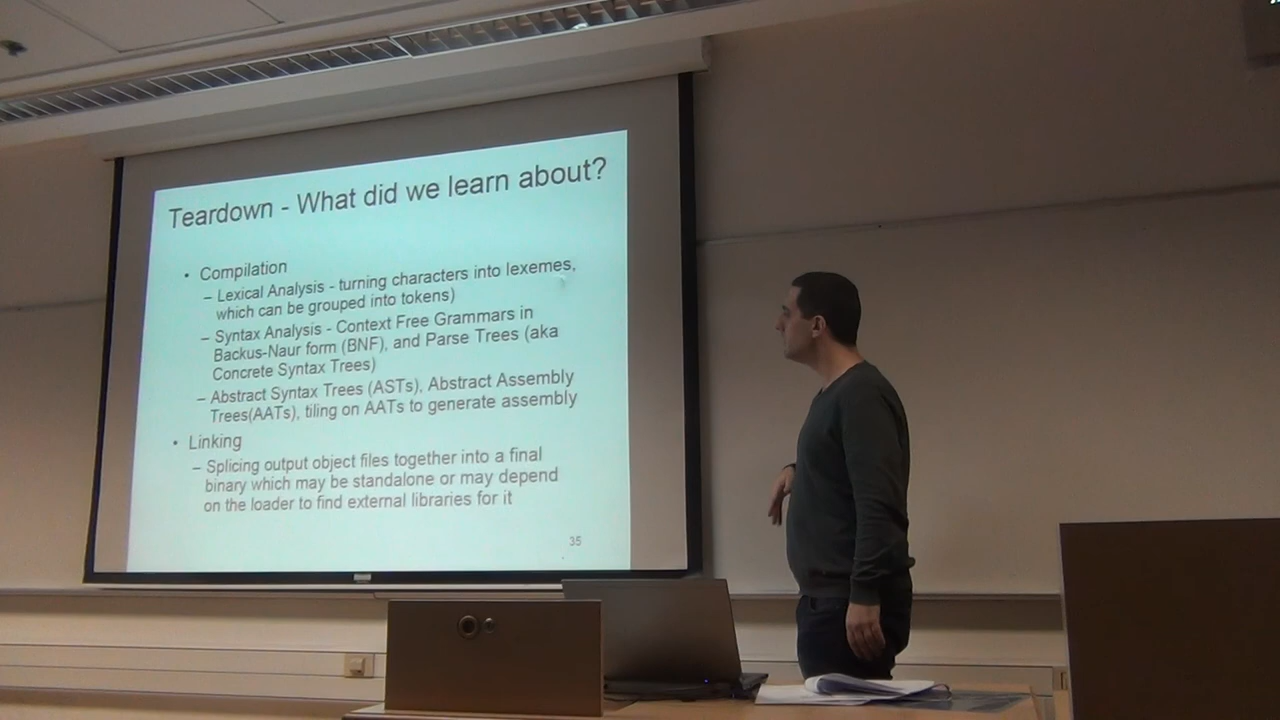 Teardown - What did we learn about?
• Compilation
– Lexical Analysis - turning characters into lexemes,
which can be grouped into tokens)
– Syntax Analysis - Context Free Grammars in
Backus-Naur form (BNF), and Parse Trees (aka
Concrete Syntax Trees)
– Abstract Syntax Trees (ASTs), Abstract Assembly
Trees(AATs), tiling on AATs to generate assembly
• Linking
– Splicing output object files together into a final
binary which may be standalone or may depend
on the loader to find external libraries for it
35